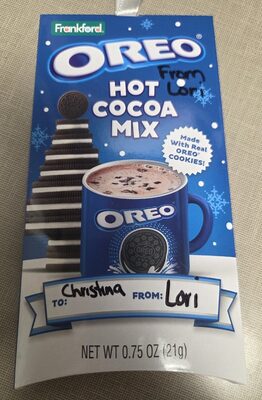 Frankford
OREO
From
Lori
HOT
COCOA
MIX
Made
With Real
OREO
COOKIES!
OREO
TO: Christina FROM: Lori
NET WT 0.75 OZ (21g)